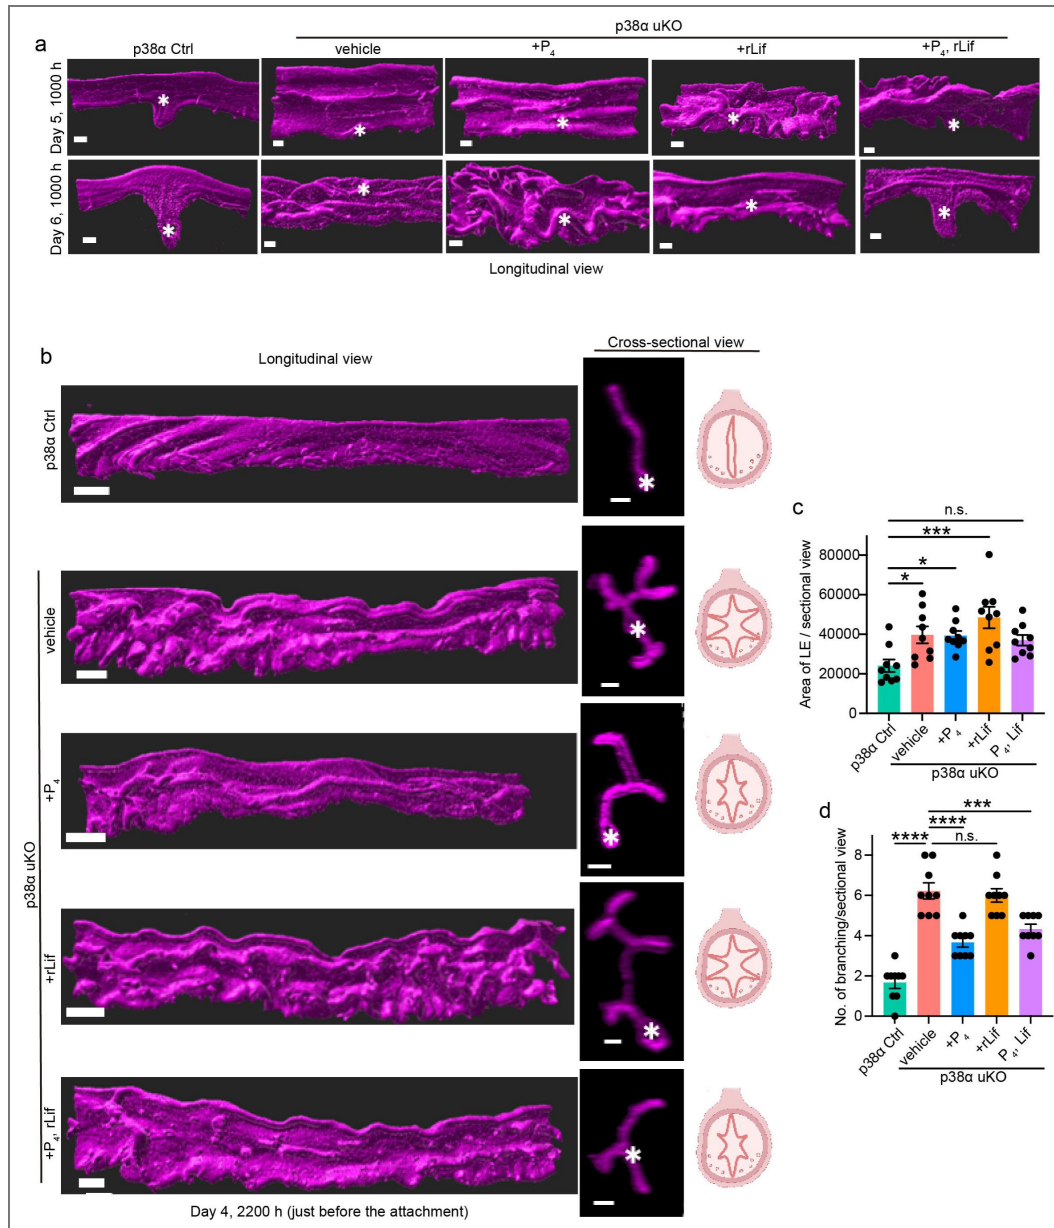 a
p38α uKO
p38α Ctrl
vehicle
+P4
+rLif
+P4, rLif
Day 5, 1000 h
*
*
*
*
*
Day 6, 1000 h
*
*
*
*
*
Longitudinal view
b
Longitudinal view
Cross-sectional view
p38α Ctrl
*
p38α uKO
vehicle
*
+P4
*
+rLif
*
+P4, rLif
*
Day 4, 2200 h (just before the attachment)
c
n.s.
***
*
*
Area of LE / sectional view
80000
60000
40000
20000
0
p38α Ctrl
vehicle
+P4
+rLif
P4, Lif
p38α uKO
d
***
****
**** n.s.
No. of branching/sectional view
8
6
4
2
0
p38α Ctrl
vehicle
+P4
+rLif
P4, Lif
p38α uKO